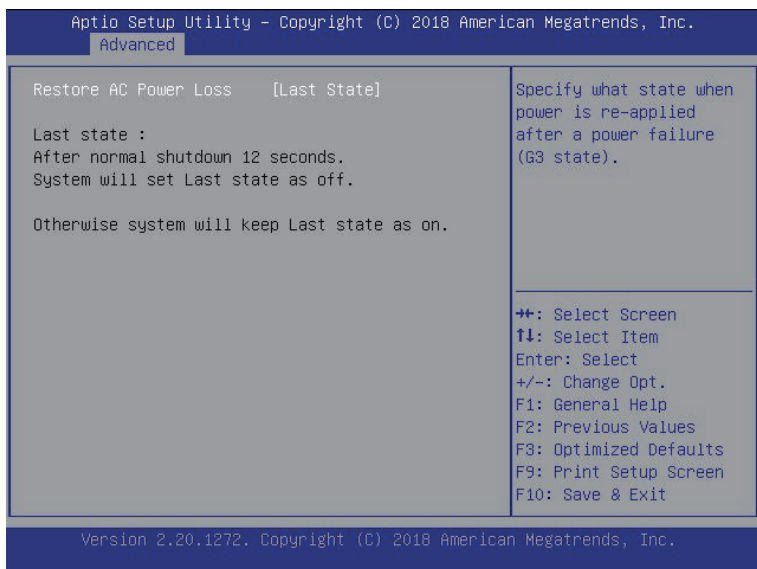 Aptio Setup Utility – Copyright (C) 2018 American Megatrends, Inc.
Advanced
Restore AC Power Loss [Last State]
Last state :
After normal shutdown 12 seconds.
System will set Last state as off.
Otherwise system will keep Last state as on.
Specify what state when
power is re-applied
after a power failure
(G3 state).
→←: Select Screen
↑↓: Select Item
Enter: Select
+/-: Change Opt.
F1: General Help
F2: Previous Values
F3: Optimized Defaults
F9: Print Setup Screen
F10: Save & Exit
Version 2.20.1272. Copyright (C) 2018 American Megatrends, Inc.